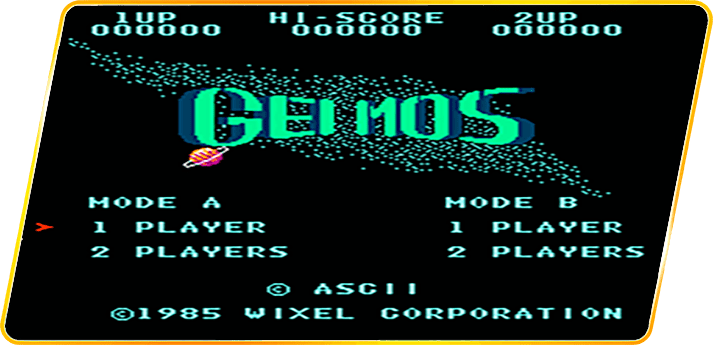 1UP HI-SCORE 2UP
000000 000000 000000
GEIMOS
MODE A MODE B
1 PLAYER 1 PLAYER
2 PLAYERS 2 PLAYERS
© ASCII
©1985 WIXEL CORPORATION